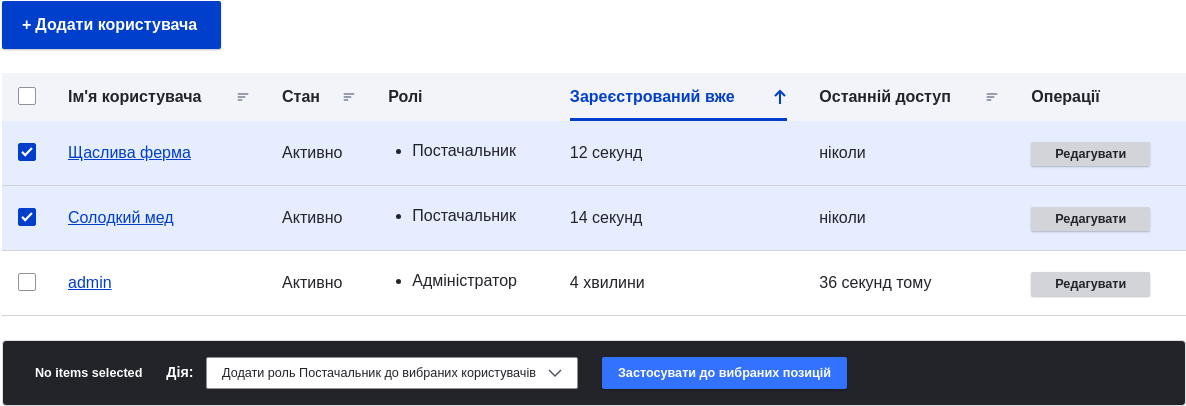 + Додати користувача
Ім'я користувача Стан Ролі Зареєстрований вже Останній доступ Операції
Щаслива ферма Активно • Постачальник 12 секунд ніколи Редагувати
Солодкий мед Активно • Постачальник 14 секунд ніколи Редагувати
admin Активно • Адміністратор 4 хвилини 36 секунд тому Редагувати
No items selected Дія: Додати роль Постачальник до вибраних користувачів Застосувати до вибраних позицій